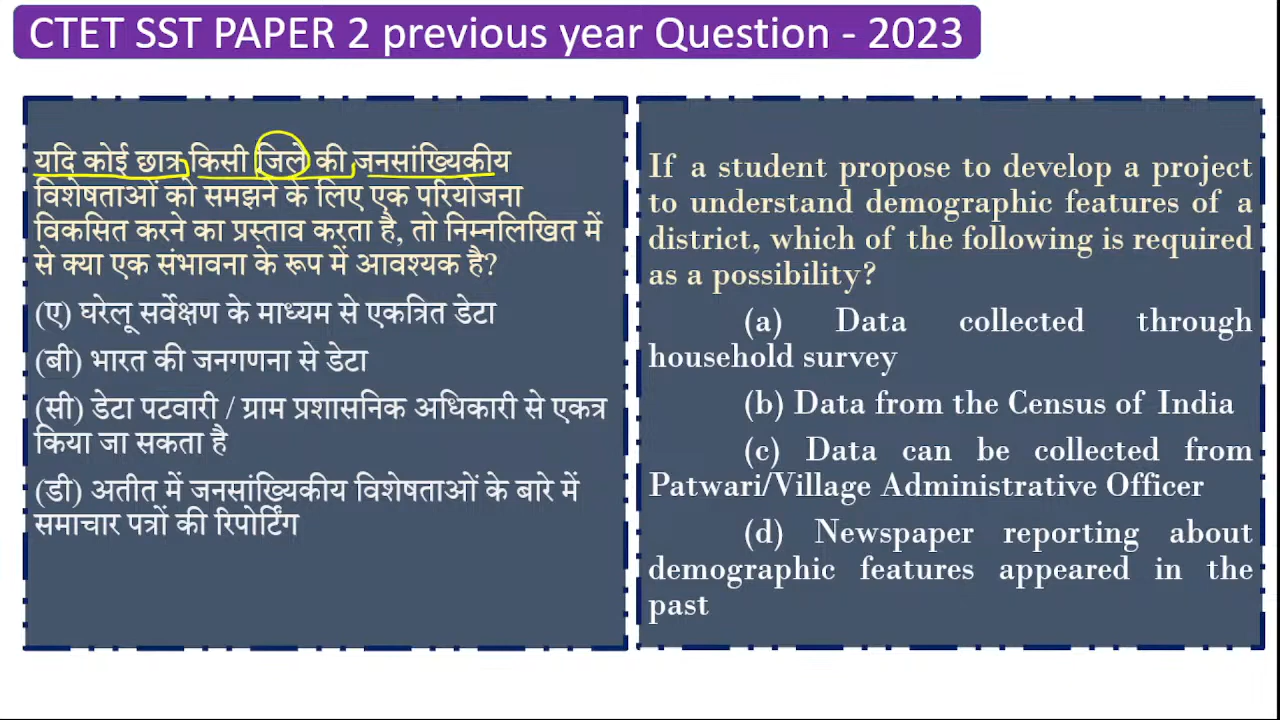 CTET SST PAPER 2 previous year Question - 2023
यदि कोई छात्र किसी जिले की जनसांख्यिकीय
विशेषताओं को समझने के लिए एक परियोजना
विकसित करने का प्रस्ताव करता है, तो निम्नलिखित में
से क्या एक संभावना के रूप में आवश्यक है?
(ए) घरेलू सर्वेक्षण के माध्यम से एकत्रित डेटा
(बी) भारत की जनगणना से डेटा
(सी) डेटा पटवारी / ग्राम प्रशासनिक अधिकारी से एकत्र
किया जा सकता है
(डी) अतीत में जनसांख्यिकीय विशेषताओं के बारे में
समाचार पत्रों की रिपोर्टिंग
If a student propose to develop a project
to understand demographic features of a
district, which of the following is required
as a possibility?
(a) Data collected through
household survey
(b) Data from the Census of India
(c) Data can be collected from
Patwari/Village Administrative Officer
(d) Newspaper reporting about
demographic features appeared in the
past